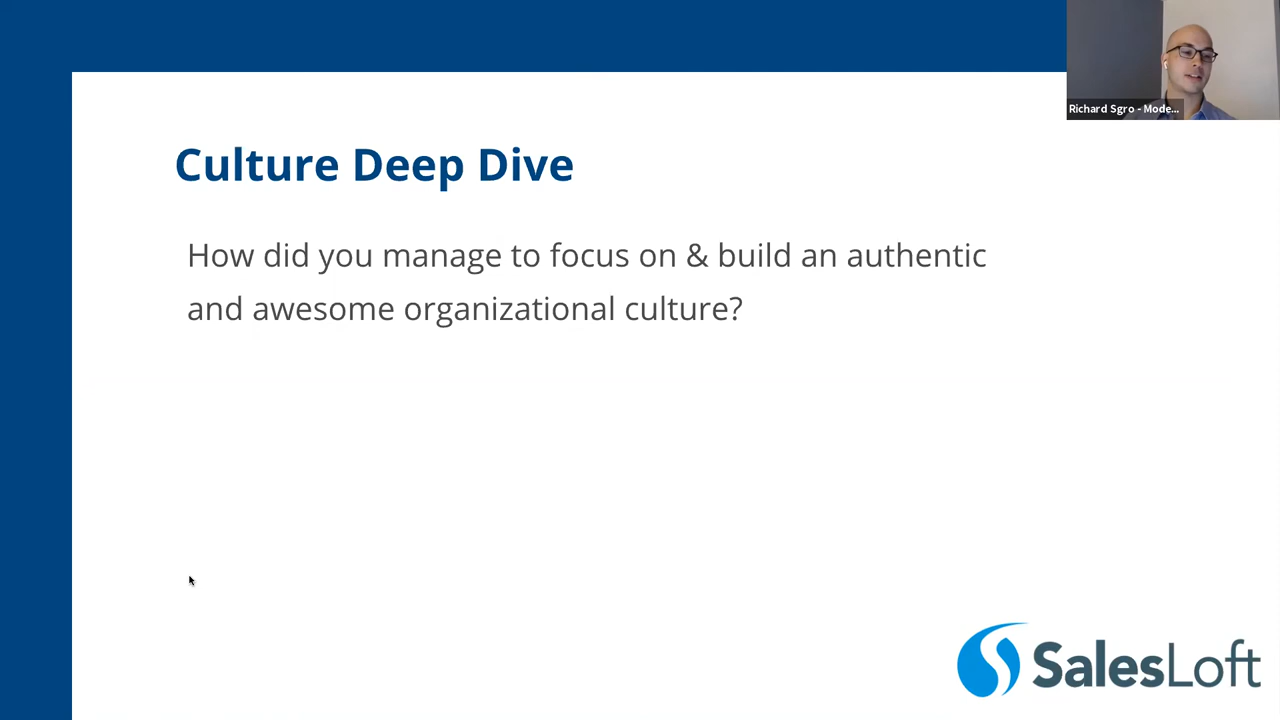 Richard Sgro - Mode...
Culture Deep Dive
How did you manage to focus on & build an authentic
and awesome organizational culture?
SalesLoft